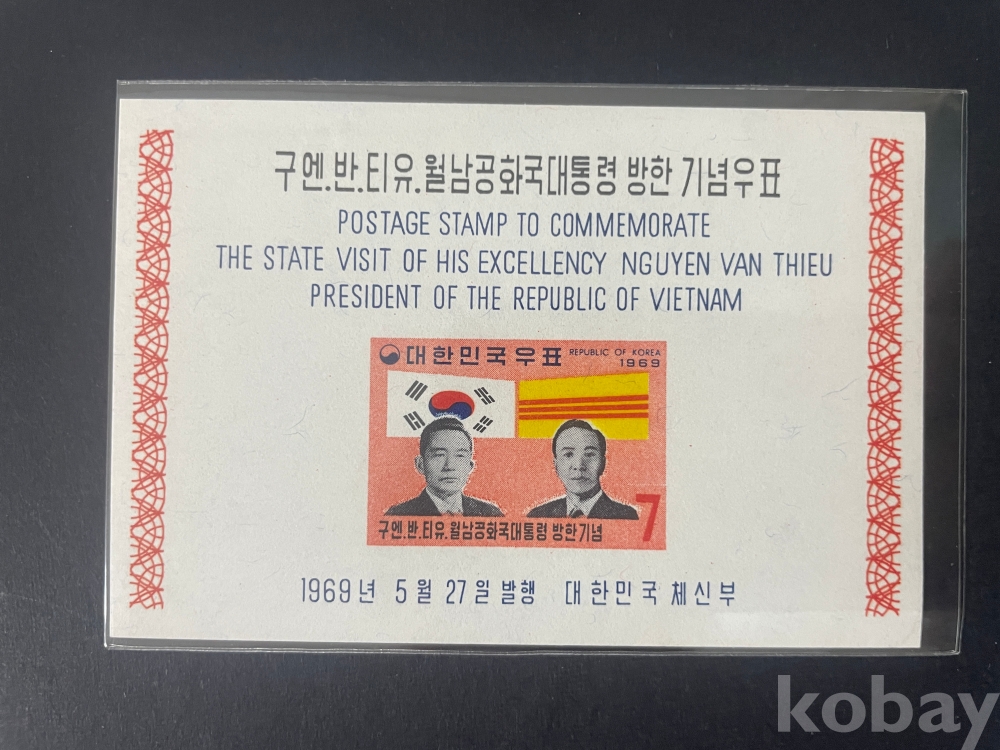 구엔.반.티유.월남공화국대통령 방한 기념우표
POSTAGE STAMP TO COMMEMORATE
THE STATE VISIT OF HIS EXCELLENCY NGUYEN VAN THIEU
PRESIDENT OF THE REPUBLIC OF VIETNAM
대한민국우표 REPUBLIC OF KOREA
1969
7
구엔.반.티유.월남공화국대통령 방한기념
1969년 5월 27일 발행 대한민국 체신부
kobay